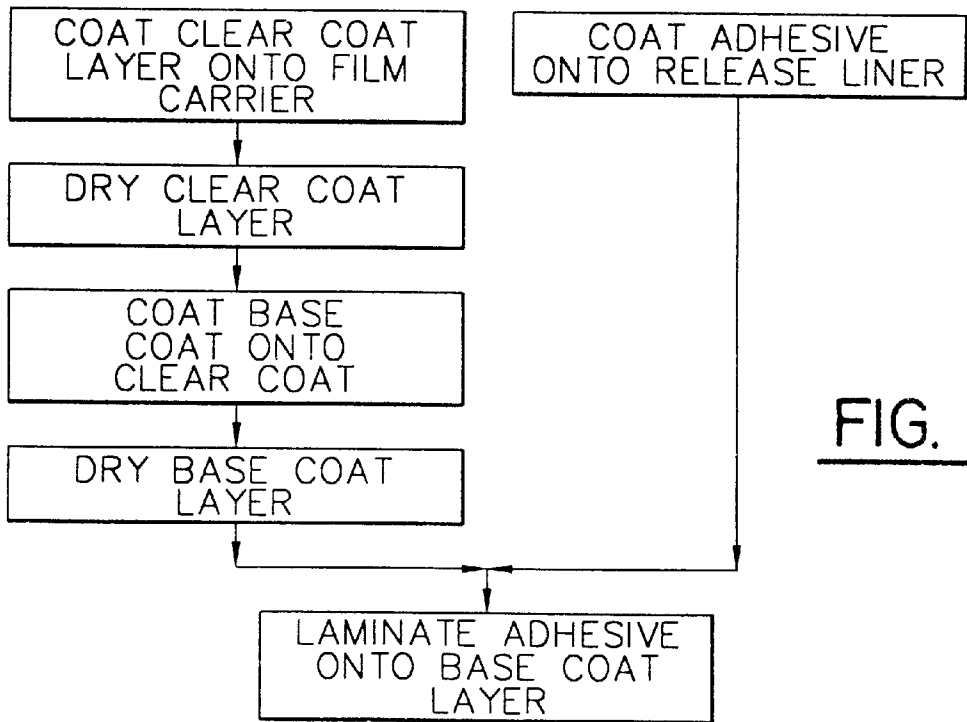 COAT CLEAR COAT
LAYER ONTO FILM
CARRIER
COAT ADHESIVE
ONTO RELEASE LINER
DRY CLEAR COAT
LAYER
COAT BASE
COAT ONTO
CLEAR COAT
DRY BASE COAT
LAYER
FIG.
LAMINATE ADHESIVE
ONTO BASE COAT
LAYER